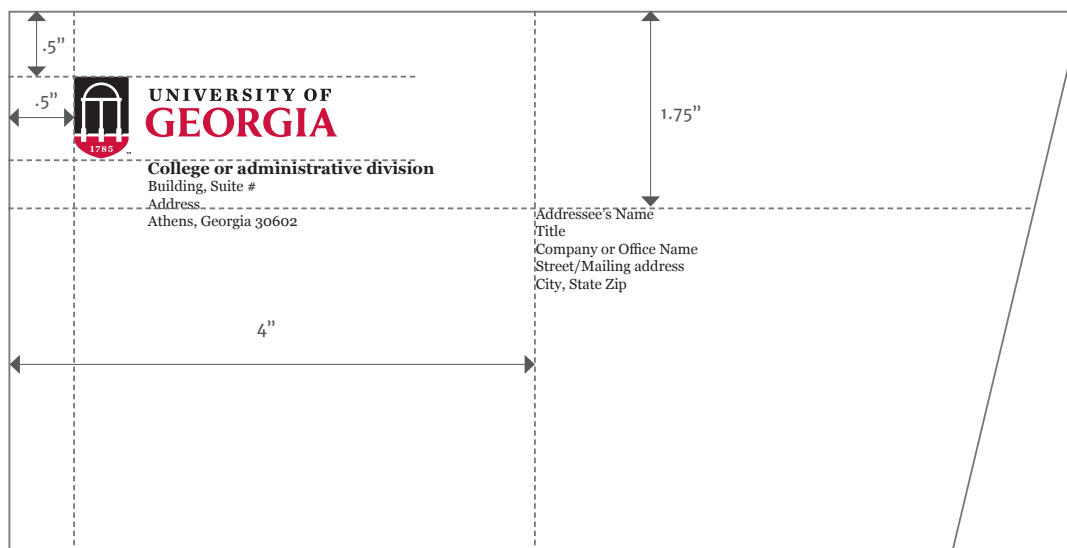 .5”
.5”
1785
™
UNIVERSITY OF
GEORGIA
1.75”
College or administrative division
Building, Suite #
Address
Athens, Georgia 30602
Addressee’s Name
Title
Company or Office Name
Street/Mailing address
City, State Zip
4”